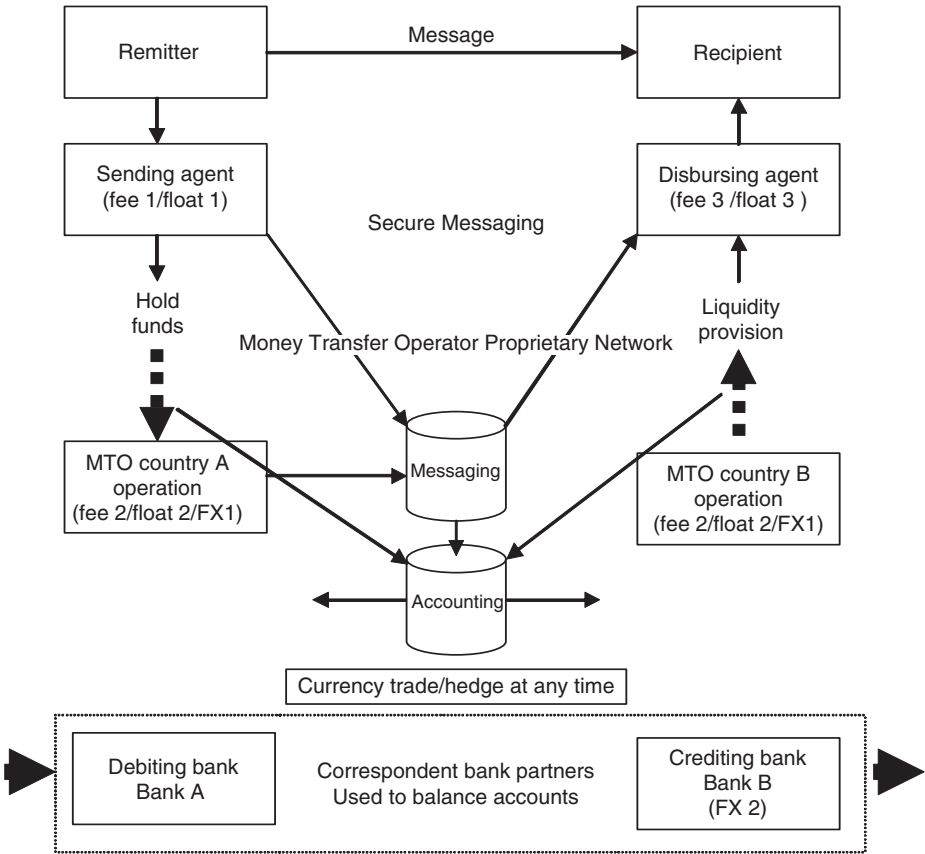 Message
Remitter
Recipient
Sending agent
(fee 1/float 1)
Disbursing agent
(fee 3 /float 3 )
Secure Messaging
Hold
funds
Liquidity
provision
Money Transfer Operator Proprietary Network
MTO country A
operation
(fee 2/float 2/FX1)
Messaging
MTO country B
operation
(fee 2/float 2/FX1)
Accounting
Currency trade/hedge at any time
Debiting bank
Bank A
Correspondent bank partners
Used to balance accounts
Crediting bank
Bank B
(FX 2)